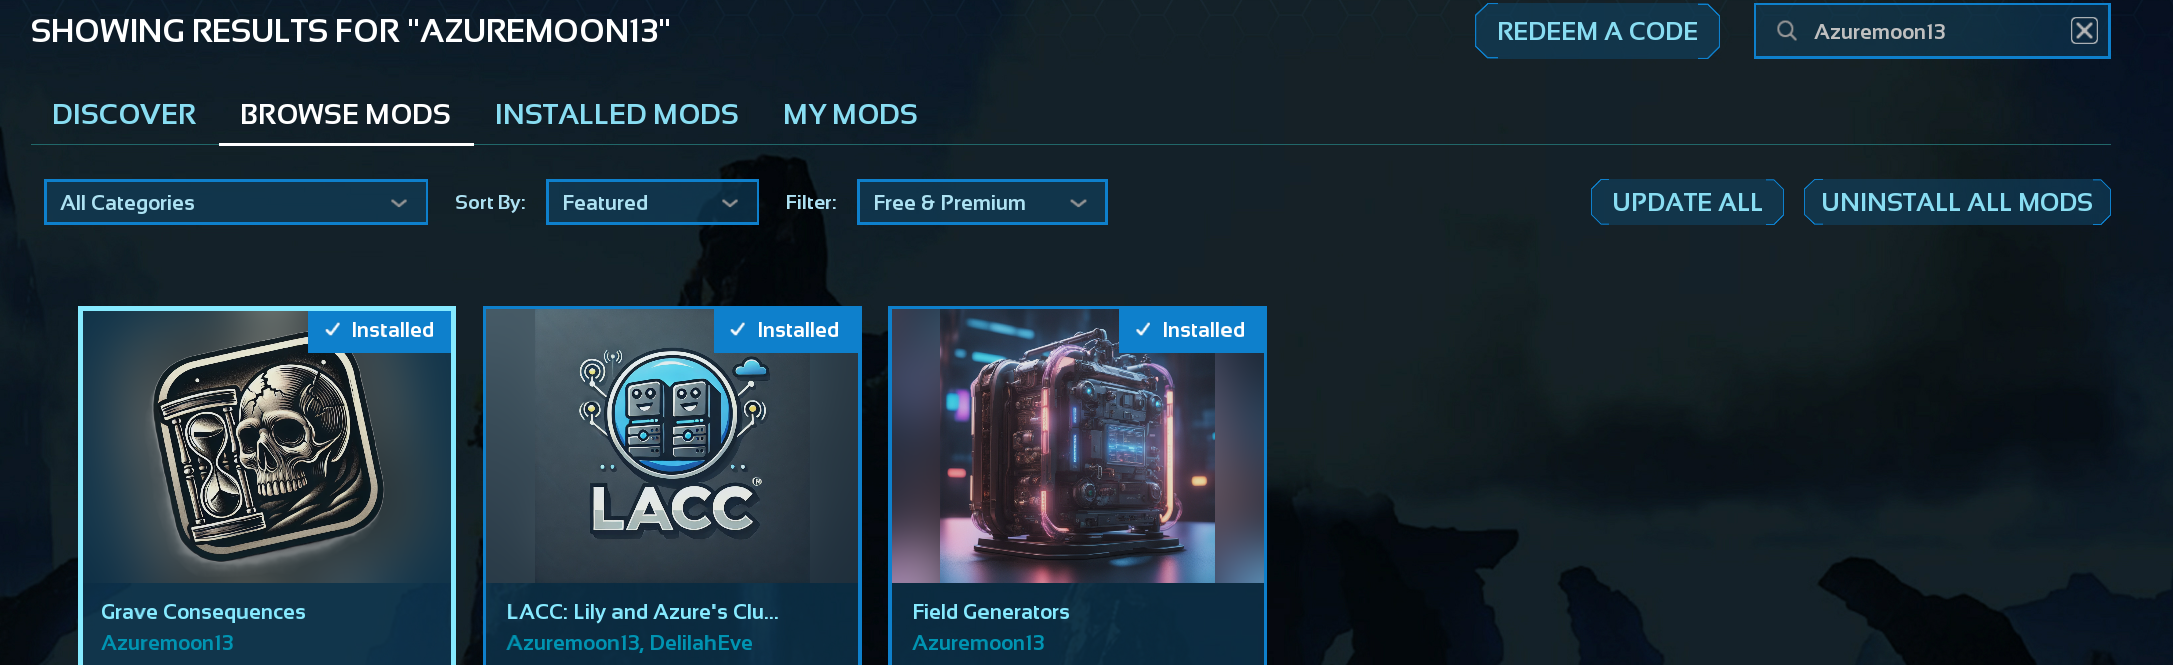 SHOWING RESULTS FOR "AZUREMOON13"
REDEEM A CODE
Azuremoon13
DISCOVER
BROWSE MODS
INSTALLED MODS
MY MODS
All Categories
Sort By:
Featured
Filter:
Free & Premium
UPDATE ALL
UNINSTALL ALL MODS
Installed
Installed
Installed
LACC®
Grave Consequences
Azuremoon13
LACC: Lily and Azure's Clu...
Azuremoon13, DelilahEve
Field Generators
Azuremoon13